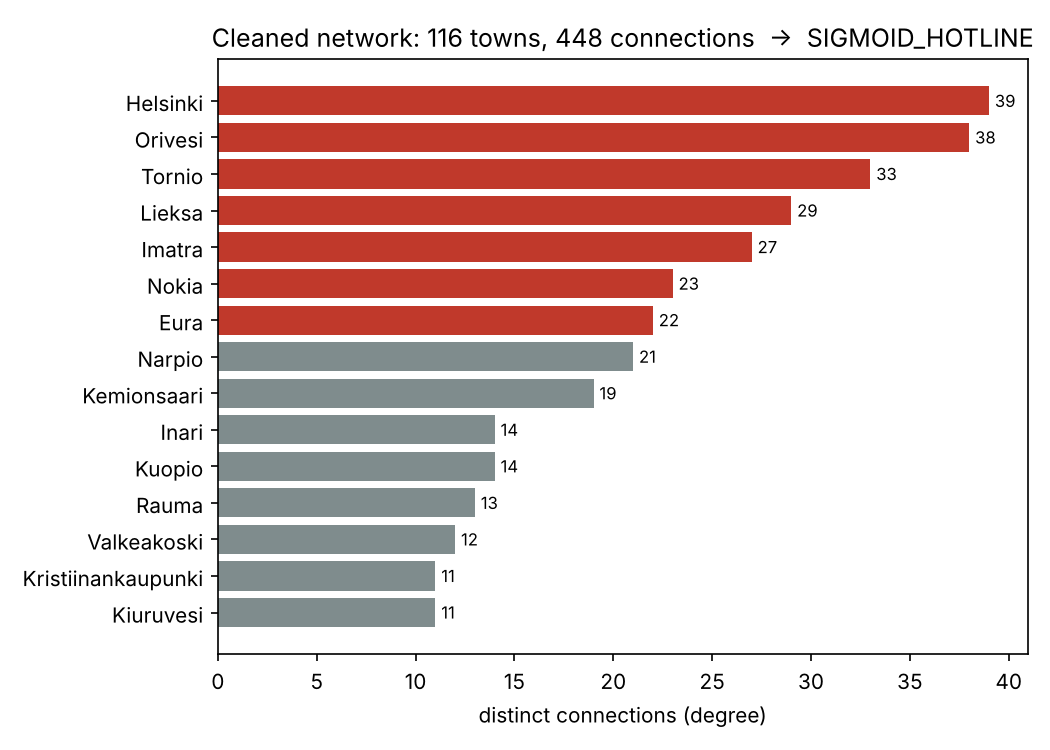 Cleaned network: 116 towns, 448 connections → SIGMOID_HOTLINE
Helsinki 39
Orivesi 38
Tornio 33
Lieksa 29
Imatra 27
Nokia 23
Eura 22
Narpio 21
Kemionsaari 19
Inari 14
Kuopio 14
Rauma 13
Valkeakoski 12
Kristiinankaupunki 11
Kiuruvesi 11
0 5 10 15 20 25 30 35 40
distinct connections (degree)